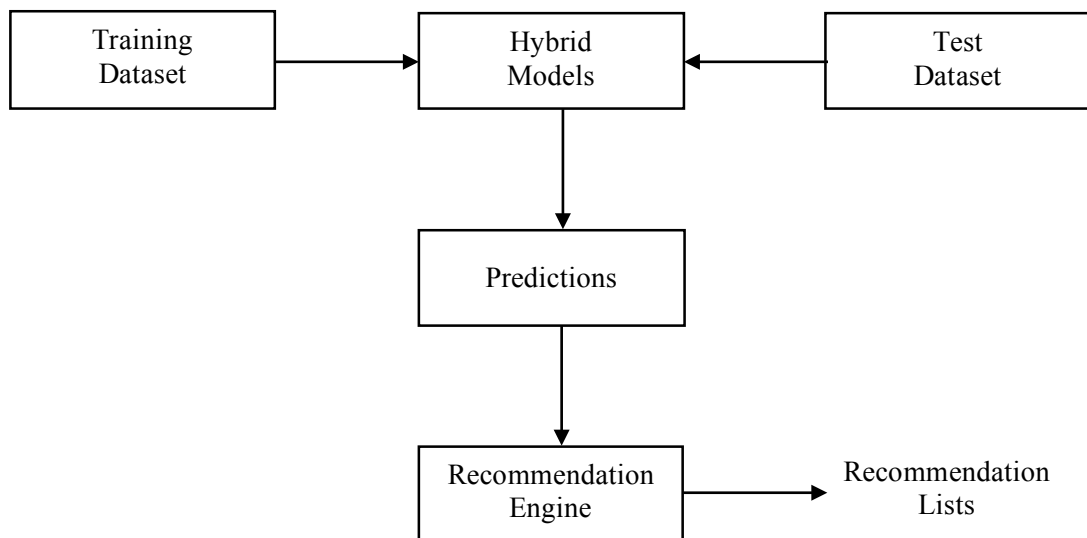 Training
Dataset
Hybrid
Models
Test
Dataset
Predictions
Recommendation
Engine
Recommendation
Lists